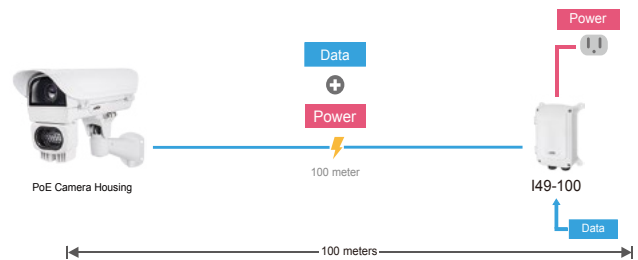 Power
Data
Power
100 meter
PoE Camera Housing
I49-100
Data
100 meters